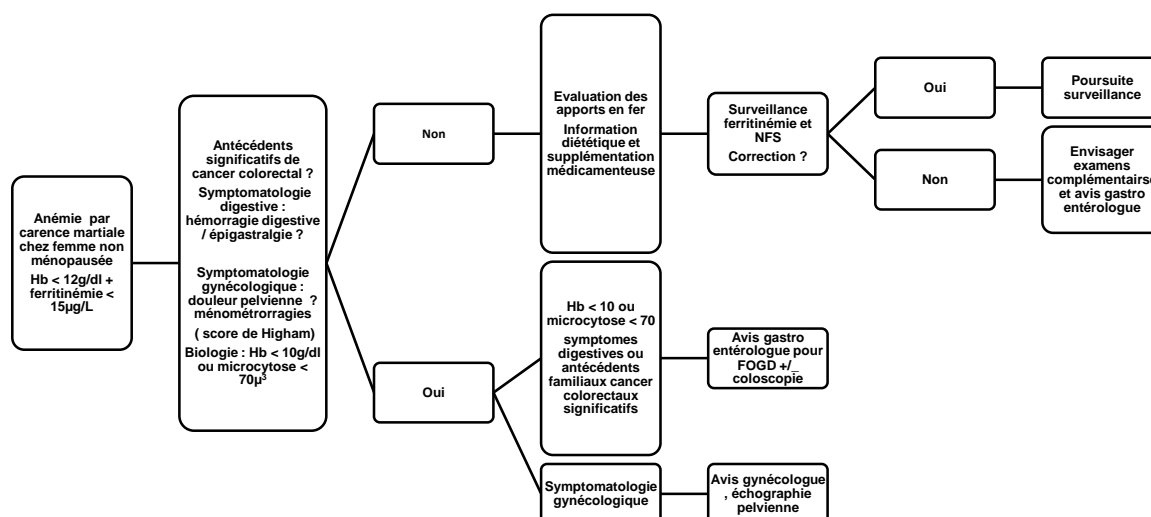 Anémie par
carence martiale
chez femme non
ménopausée
Hb < 12g/dl +
ferritinémie <
15µg/L
Antécédents
significatifs de
cancer colorectal ?
Symptomatologie
digestive :
hémorragie digestive
/ épigastralgie ?
Symptomatologie
gynécologique :
douleur pelvienne ?
ménométrorragies
( score de Higham)
Biologie : Hb < 10g/dl
ou microcytose <
70µ³
Non
Evaluation des
apports en fer
Information
diététique et
supplémentation
médicamenteuse
Surveillance
ferritinémie et
NFS
Correction ?
Oui
Poursuite
surveillance
Non
Envisager
examens
complémentairse
et avis gastro
entérologue
Oui
Hb < 10 ou
microcytose < 70
symptomes
digestives ou
antécédents
familiaux cancer
colorectaux
significatifs
Avis gastro
entérologue pour
FOGD +/_
coloscopie
Symptomatologie
gynécologique
Avis gynécologue
, échographie
pelvienne